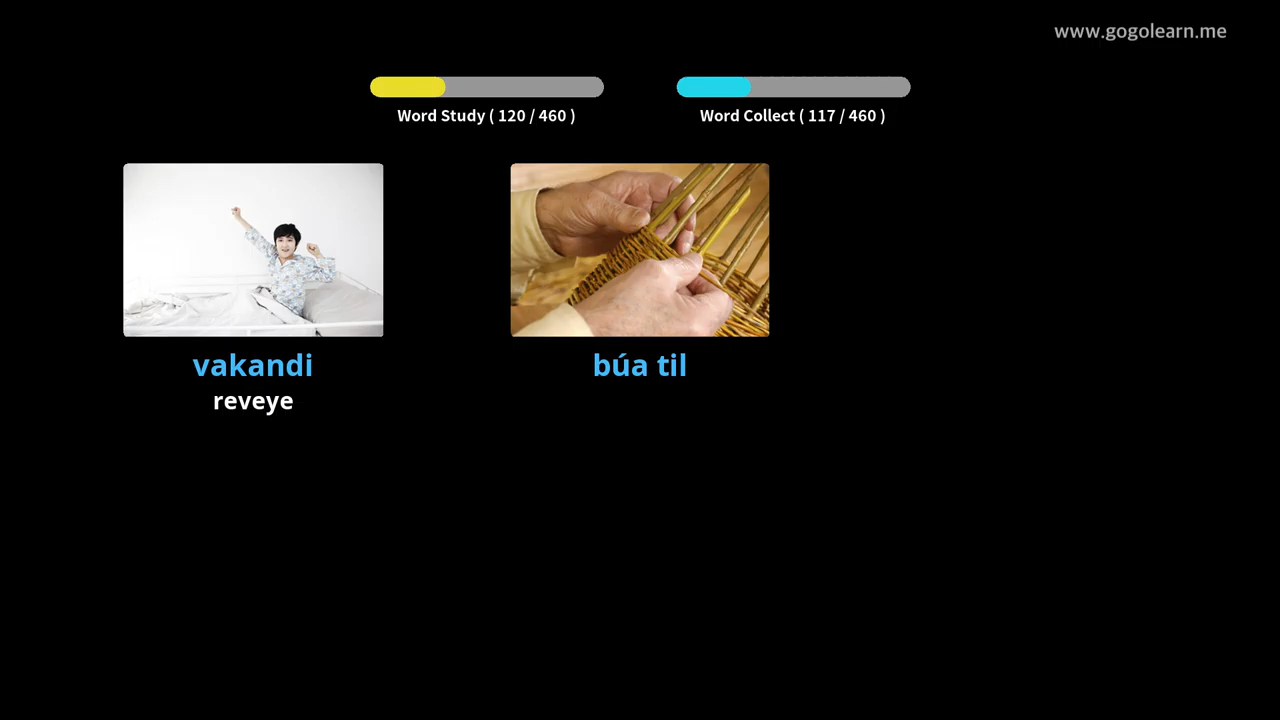 www.gogolearn.me
Word Study ( 120 / 460 )
Word Collect ( 117 / 460 )
vakandi
búa til
reveye